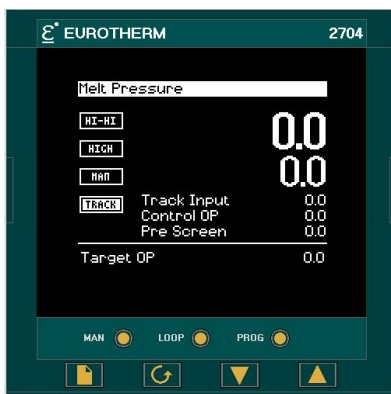 EUROTHERM 2704
Melt Pressure
HI-HI 0.0
HIGH
MAN 0.0
TRACK Track Input 0.0
Control OP 0.0
Pre Screen 0.0
Target OP 0.0
MAN LOOP PROG